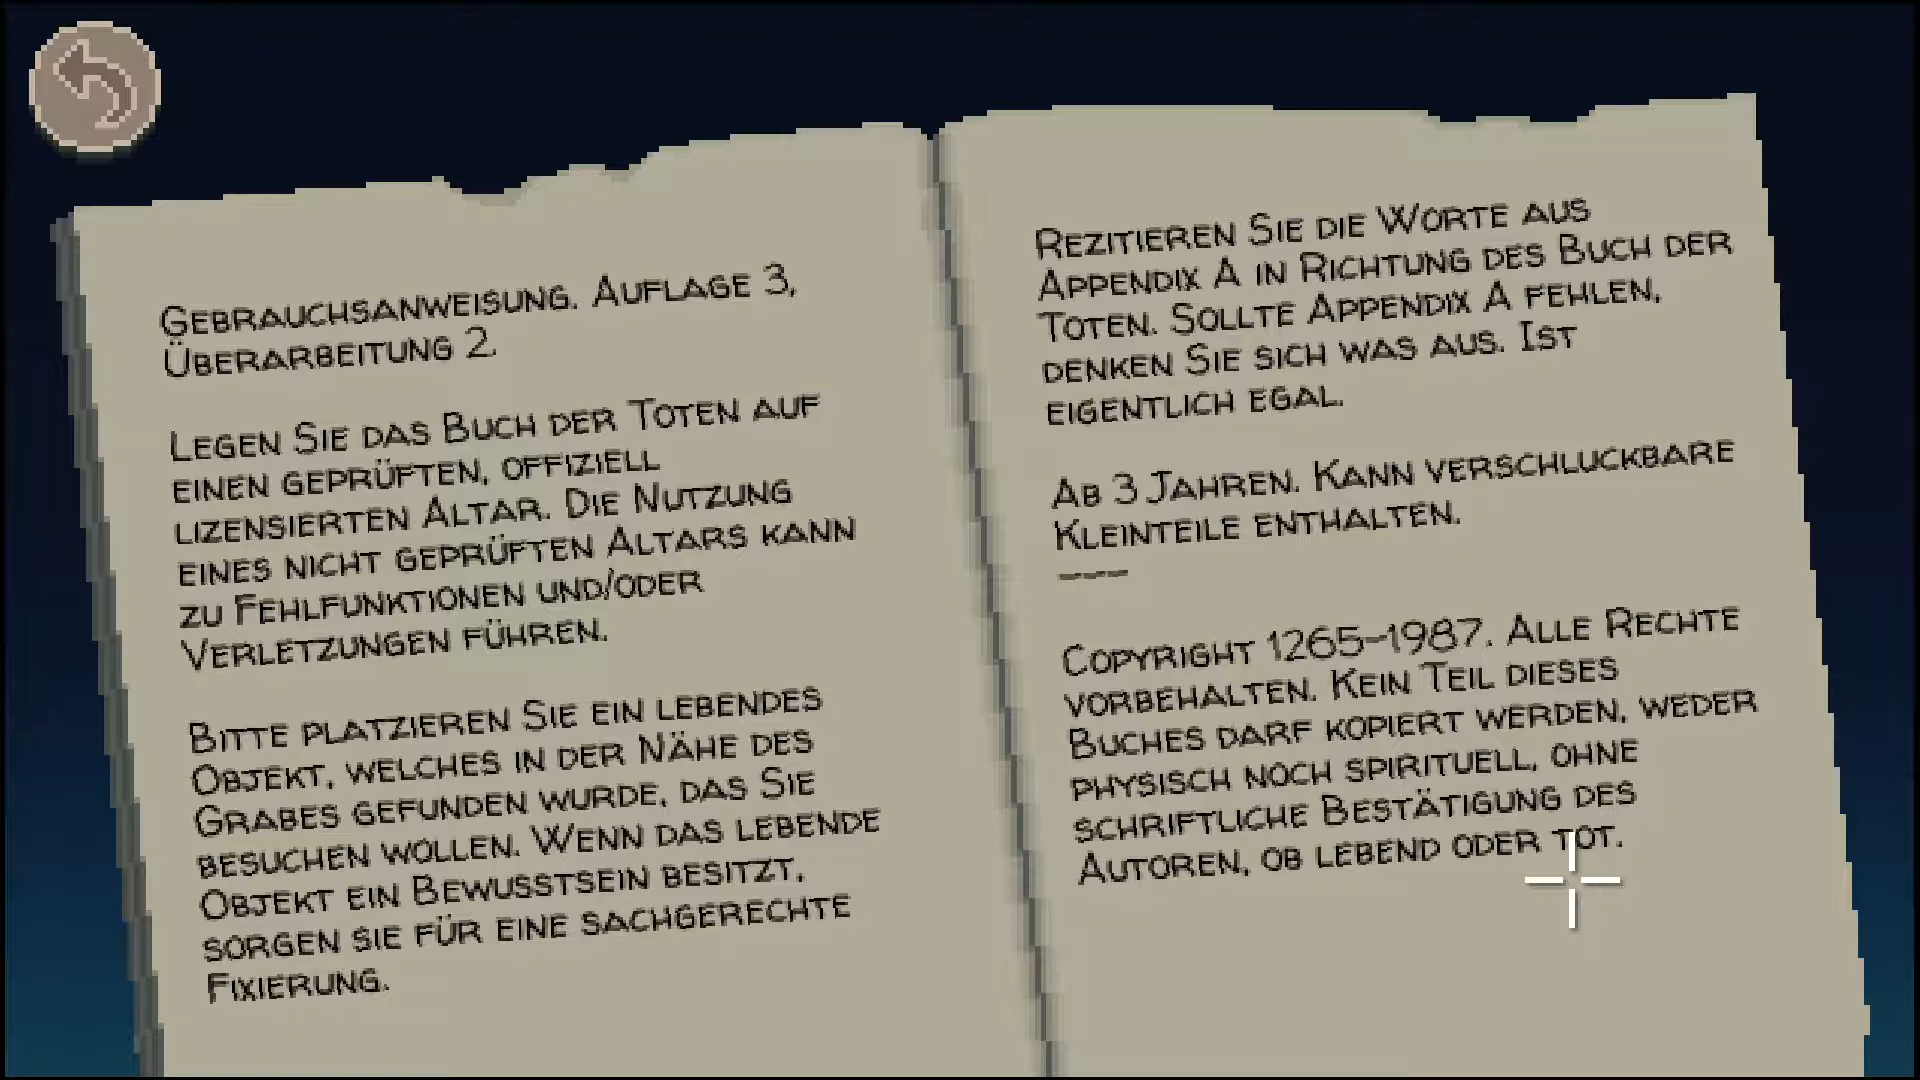 Gebrauchsanweisung. Auflage 3,
Überarbeitung 2.
Legen Sie das Buch der Toten auf
einen geprüften, offiziell
lizensierten Altar. Die Nutzung
eines nicht geprüften Altars kann
zu Fehlfunktionen und/oder
Verletzungen führen.
Bitte platzieren Sie ein lebendes
Objekt, welches in der Nähe des
Grabes gefunden wurde, das Sie
besuchen wollen. Wenn das lebende
Objekt ein Bewusstsein besitzt,
sorgen sie für eine sachgerechte
Fixierung.
Rezitieren Sie die Worte aus
Appendix A in Richtung des Buch der
Toten. Sollte Appendix A fehlen,
denken Sie sich was aus. Ist
eigentlich egal.
Ab 3 Jahren. Kann verschluckbare
Kleinteile enthalten.
---
Copyright 1265-1987. Alle Rechte
vorbehalten. Kein Teil dieses
Buches darf kopiert werden, weder
physisch noch spirituell, ohne
schriftliche Bestätigung des
Autoren, ob lebend oder tot.